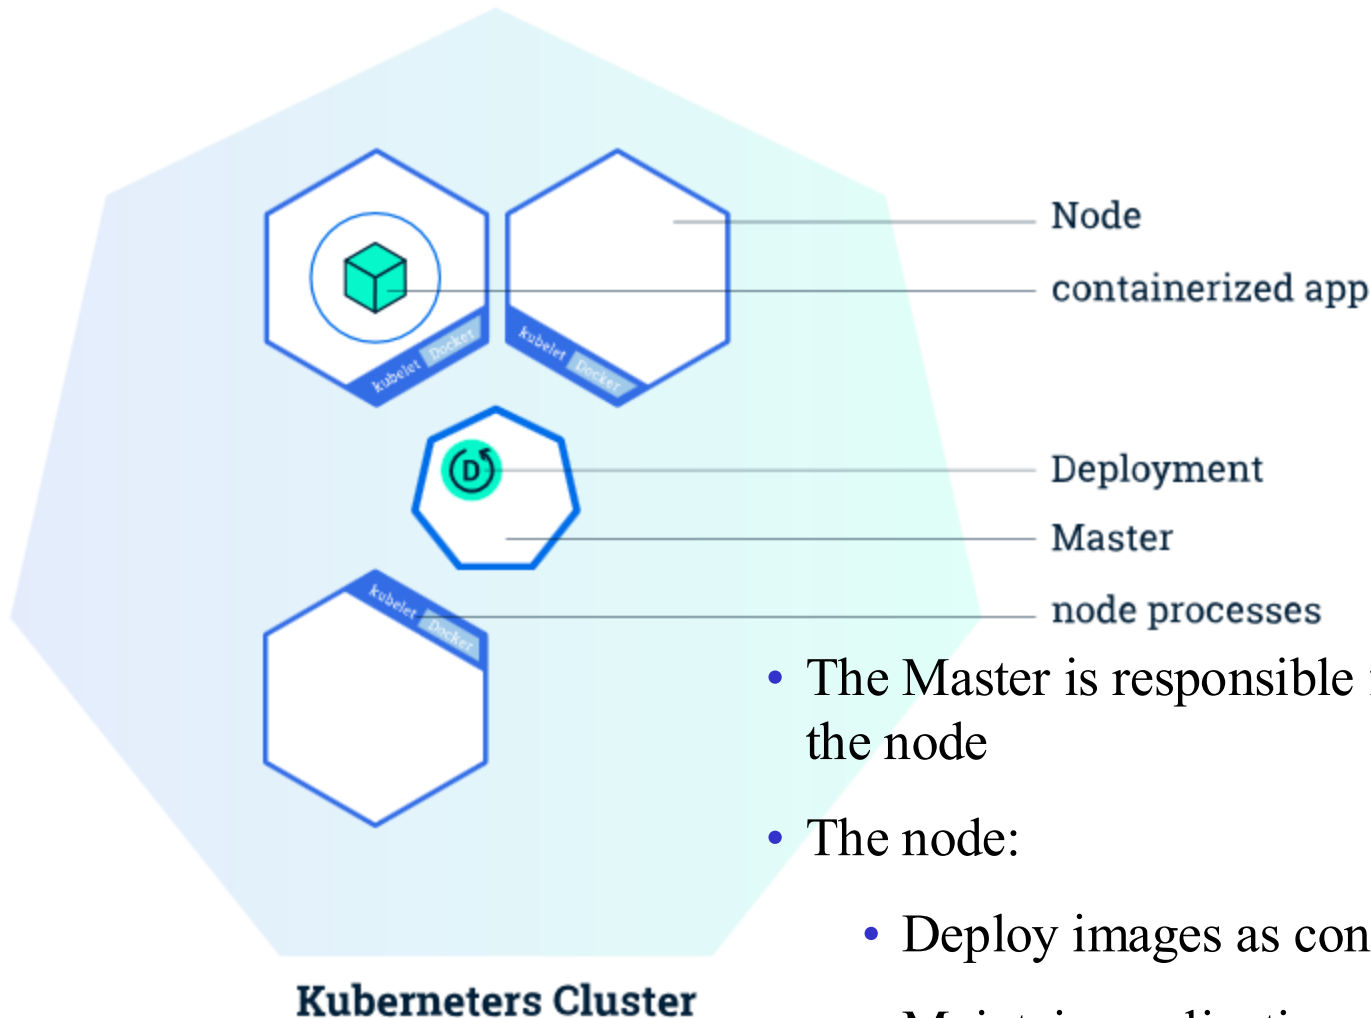 Node
containerized app
kubelet Docker
kubelet Docker
Deployment
D
Master
kubelet Docker
node processes
The Master is responsible
the node
The node:
Deploy images as con
Kuberneters Cluster